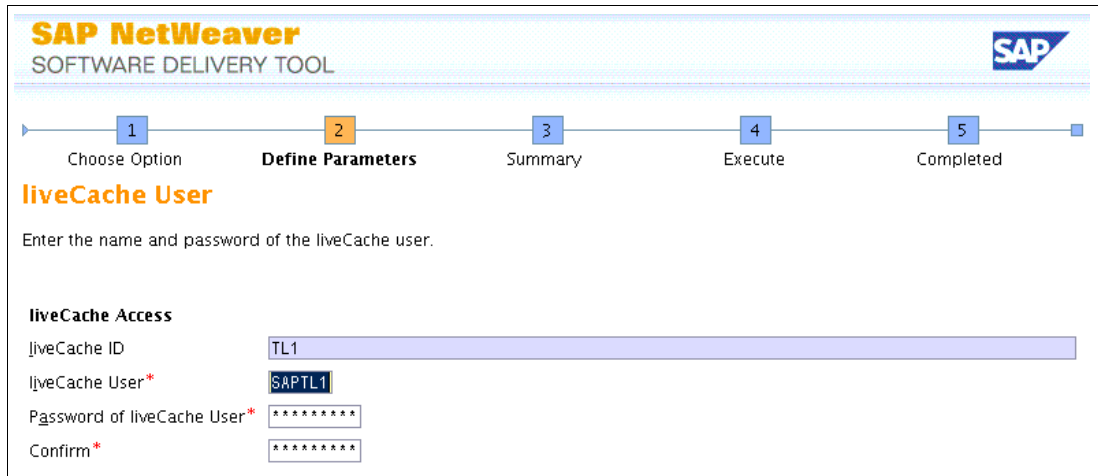 SAP NetWeaver
SOFTWARE DELIVERY TOOL
SAP
1 2 3 4 5
Choose Option Define Parameters Summary Execute Completed
liveCache User
Enter the name and password of the liveCache user.
liveCache Access
liveCache ID TL1
liveCache User* SAPTL1
Password of liveCache User* *********
Confirm* *********